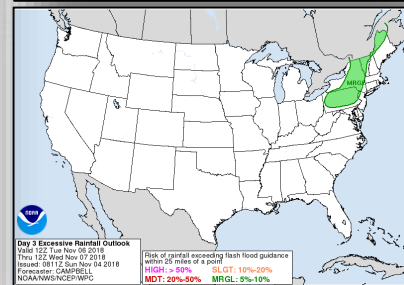 MRGL
NOAA
Day 3 Excessive Rainfall Outlook
Valid 12Z Tue Nov 06 2018
Thru 12Z Wed Nov 07 2018
Issued: 0811Z Sun Nov 04 2018
Forecaster: CAMPBELL
NOAA/NWS/NCEP/WPC
Risk of rainfall exceeding flash flood guidance
within 25 miles of a point
HIGH: > 50% SLGT: 10%-20%
MDT: 20%-50% MRGL: 5%-10%